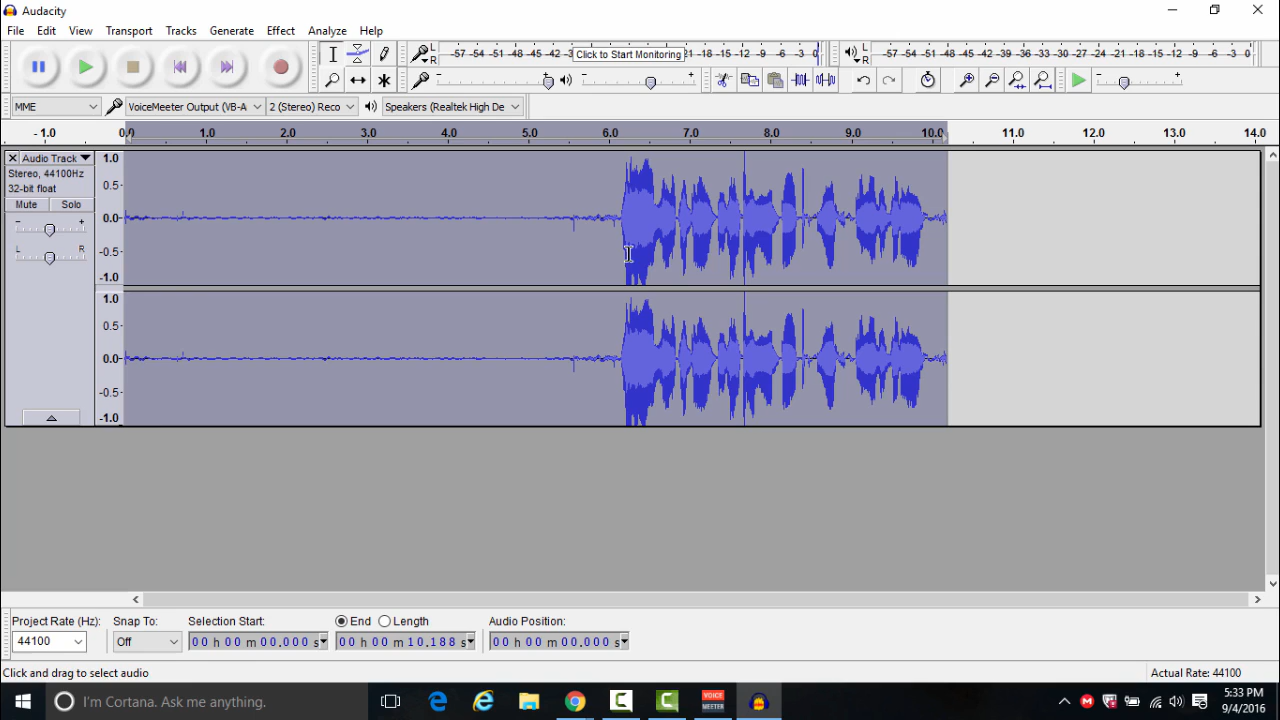 Audacity
File Edit View Transport Tracks Generate Effect Analyze Help
L R -57 -54 -51 -48 -45 -42 -3 Click to Start Monitoring 21 -18 -15 -12 -9 -6 -3 0 L R -57 -54 -51 -48 -45 -42 -39 -36 -33 -30 -27 -24 -21 -18 -15 -12 -9 -6 -3 0
- + - + - +
MME VoiceMeeter Output (VB-A 2 (Stereo) Reco Speakers (Realtek High De
- 1.0 0.0 1.0 2.0 3.0 4.0 5.0 6.0 7.0 8.0 9.0 10.0 11.0 12.0 13.0 14.0
Audio Track 1.0
Stereo, 44100Hz
32-bit float 0.5
Mute Solo
- + 0.0
L R -0.5
-1.0
1.0
0.5
0.0
-0.5
-1.0
Project Rate (Hz): Snap To: Selection Start: End Length Audio Position:
44100 Off 00 h 00 m 00.000 s 00 h 00 m 10.188 s 00 h 00 m 00.000 s
Click and drag to select audio Actual Rate: 44100
I'm Cortana. Ask me anything. VOICE MEETER 5:33 PM
9/4/2016